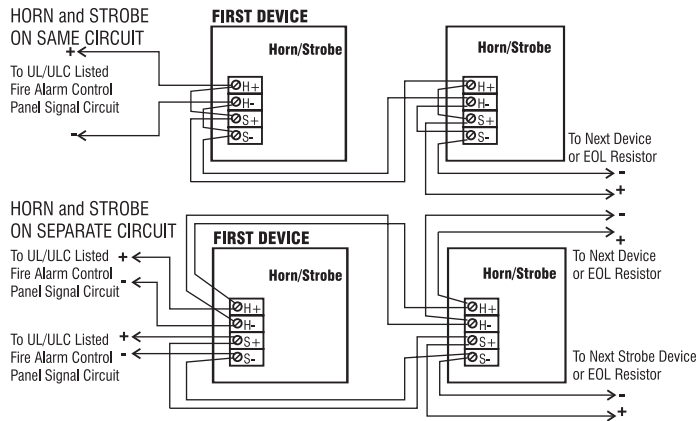 HORN and STROBE
ON SAME CIRCUIT
+
To UL/ULC Listed
Fire Alarm Control
Panel Signal Circuit
-
FIRST DEVICE
Horn/Strobe
H+
H-
S+
S-
Horn/Strobe
H+
H-
S+
S-
To Next Device
or EOL Resistor
-
+
HORN and STROBE
ON SEPARATE CIRCUIT
To UL/ULC Listed +
Fire Alarm Control
Panel Signal Circuit -
To UL/ULC Listed +
Fire Alarm Control -
Panel Signal Circuit
FIRST DEVICE
Horn/Strobe
H+
H-
S+
S-
-
+
To Next Device
or EOL Resistor
Horn/Strobe
H+
H-
S+
S-
To Next Strobe Device
or EOL Resistor
-
+